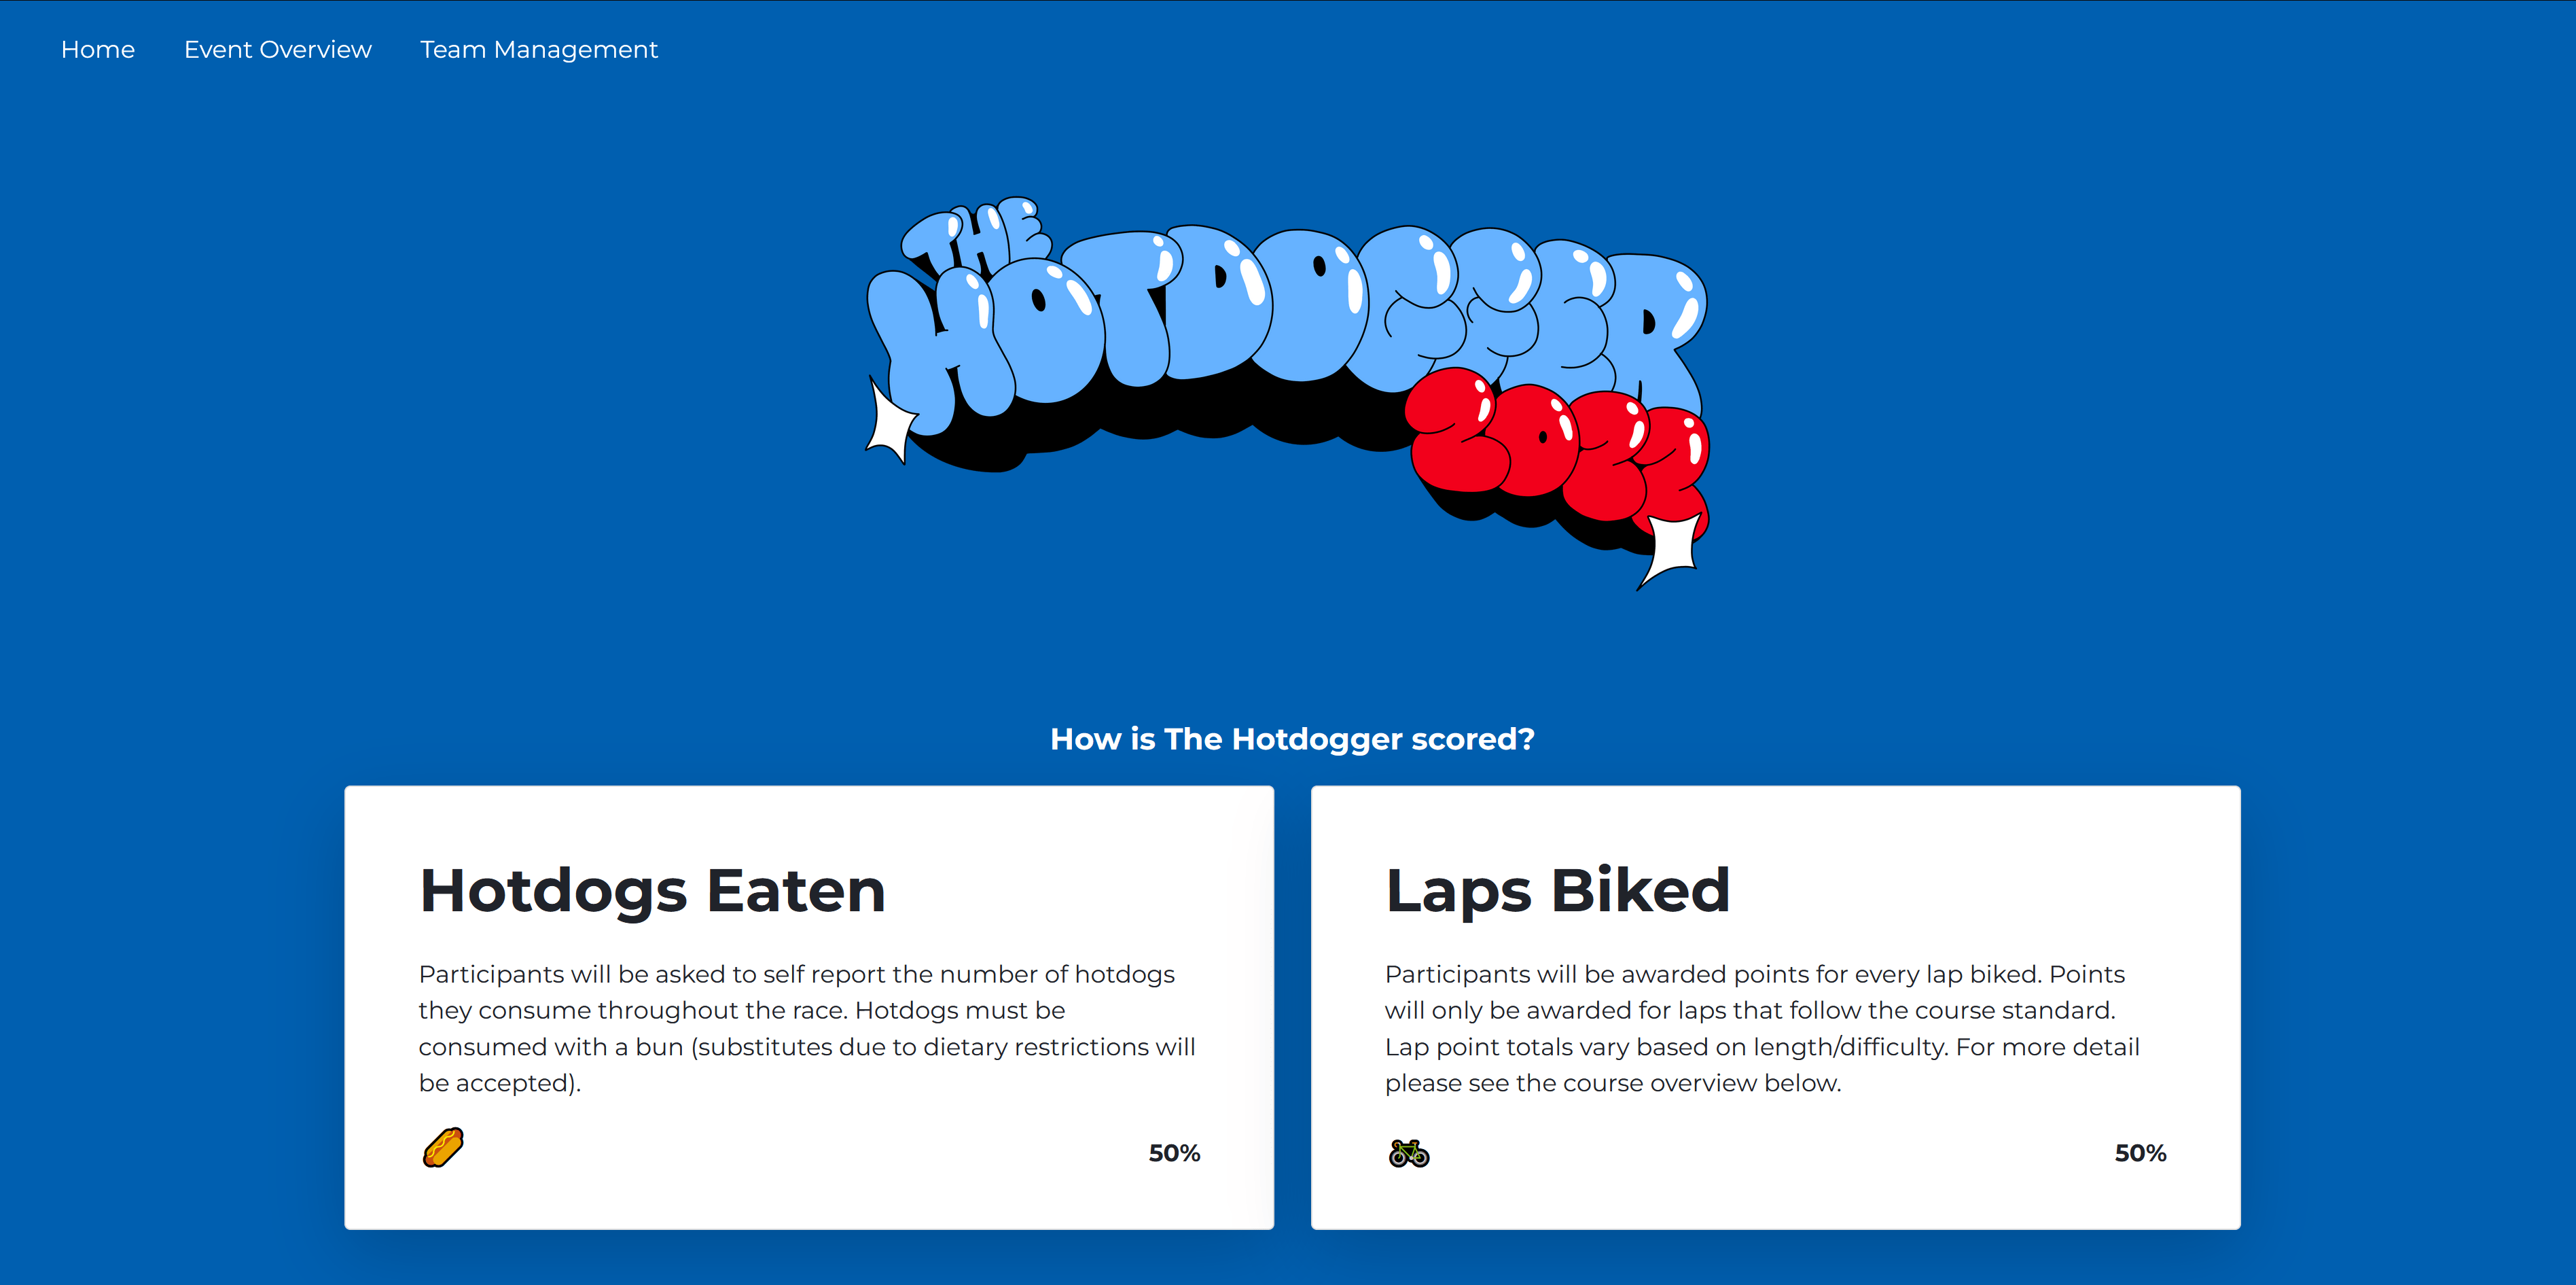 Home Event Overview Team Management
THE
HOTDOGGER
2022
How is The Hotdogger scored?
Hotdogs Eaten
Participants will be asked to self report the number of hotdogs
they consume throughout the race. Hotdogs must be
consumed with a bun (substitutes due to dietary restrictions will
be accepted).
50%
Laps Biked
Participants will be awarded points for every lap biked. Points
will only be awarded for laps that follow the course standard.
Lap point totals vary based on length/difficulty. For more detail
please see the course overview below.
50%